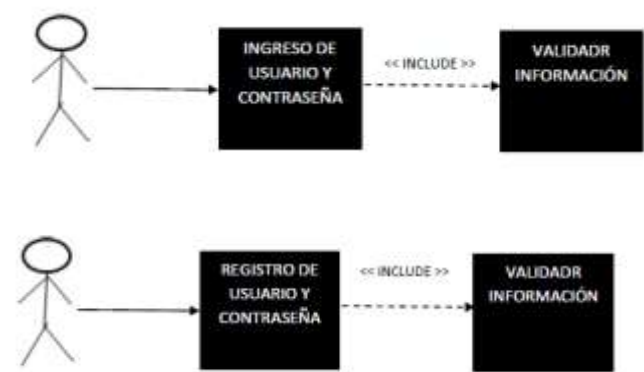 INGRESO DE
USUARIO Y
CONTRASEÑA
<< INCLUDE >>
VALIDADR
INFORMACIÓN
REGISTRO DE
USUARIO Y
CONTRASEÑA
<< INCLUDE >>
VALIDADR
INFORMACIÓN